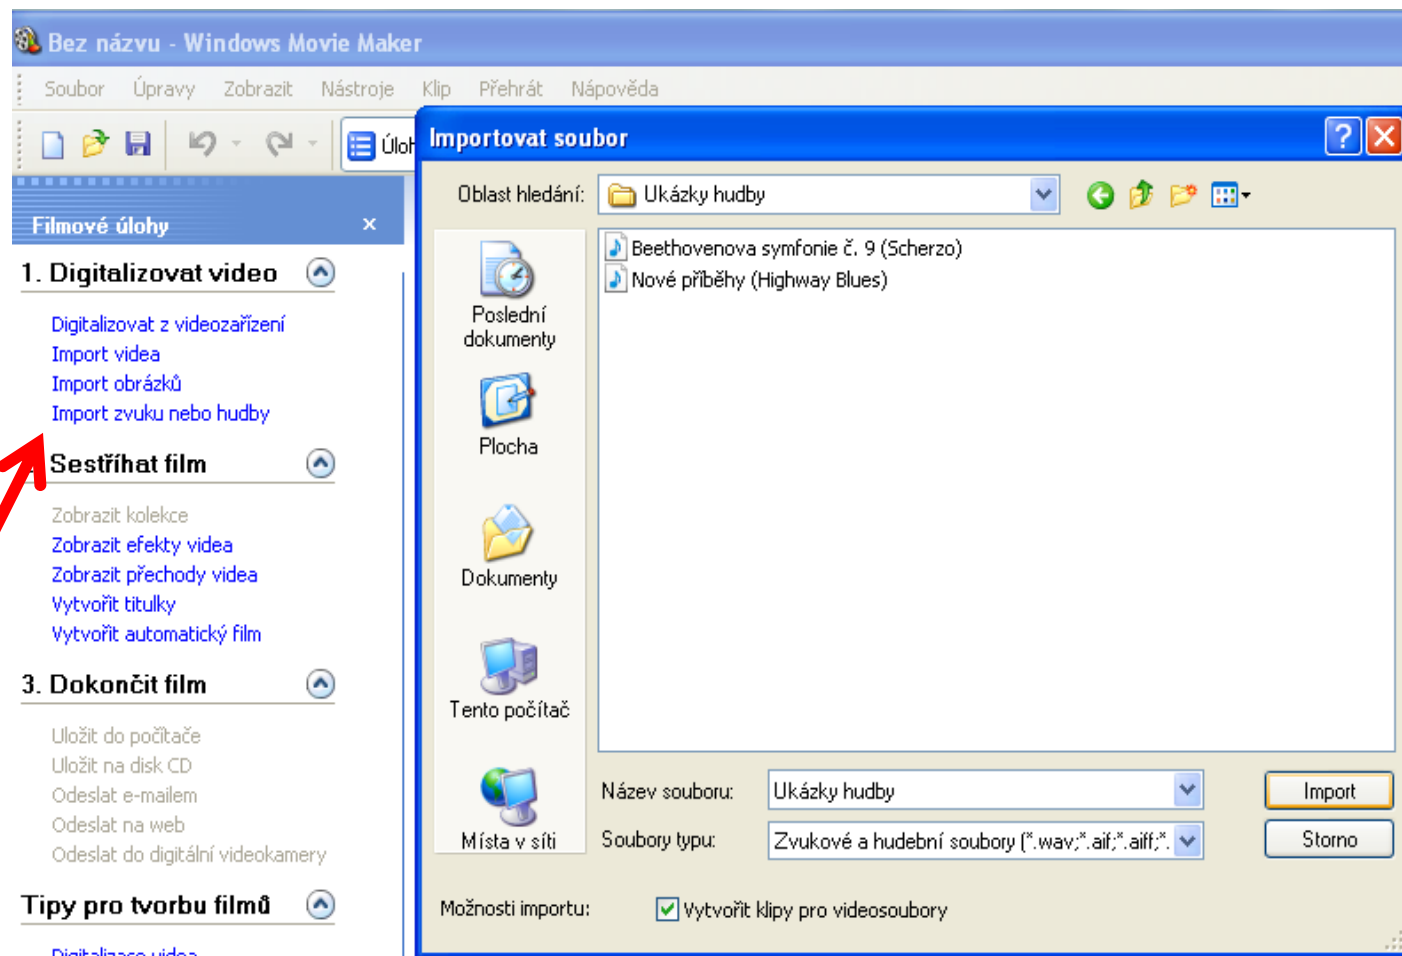 Bez názvu - Windows Movie Maker
Soubor Úpravy Zobrazit Nástroje Klip Přehrát Nápověda
Importovat soubor
Oblast hledání: Ukázky hudby
Filmové úlohy
1. Digitalizovat video
Digitalizovat z videozařízení
Import videa
Import obrázků
Import zvuku nebo hudby
Sestříhat film
Zobrazit kolekce
Zobrazit efekty videa
Zobrazit přechody videa
Vytvořit titulky
Vytvořit automatický film
3. Dokončit film
Uložit do počítače
Uložit na disk CD
Odeslat e-mailem
Odeslat na web
Odeslat do digitální videokamery
Tipy pro tvorbu filmů
Digitalizace videa
Poslední
dokumenty
Plocha
Dokumenty
Tento počítač
Místa v síti
Beethovenova symfonie č. 9 (Scherzo)
Nové příběhy (Highway Blues)
Název souboru: Ukázky hudby Import
Soubory typu: Zvukové a hudební soubory (*.wav;*.aif;*.aiff;*. Storno
Možnosti importu: Vytvořit klipy pro videosoubory